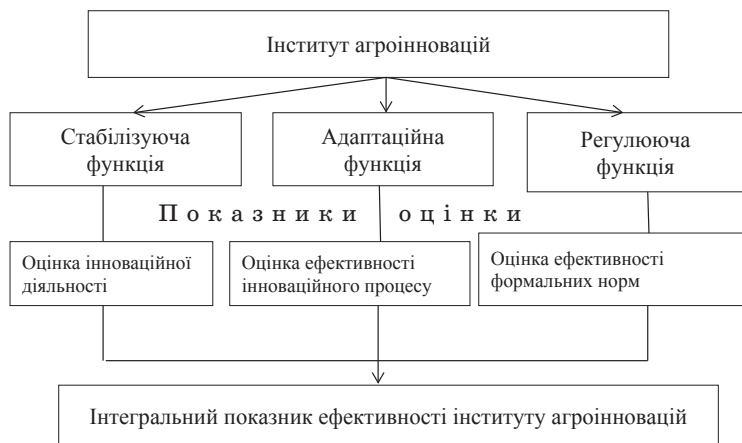 Інститут агроінновацій
Стабілізуюча
функція
Адаптаційна
функція
Регулююча
функція
Показники оцінки
Оцінка інноваційної
діяльності
Оцінка ефективності
інноваційного процесу
Оцінка ефективності
формальних норм
Інтегральний показник ефективності інституту агроінновацій